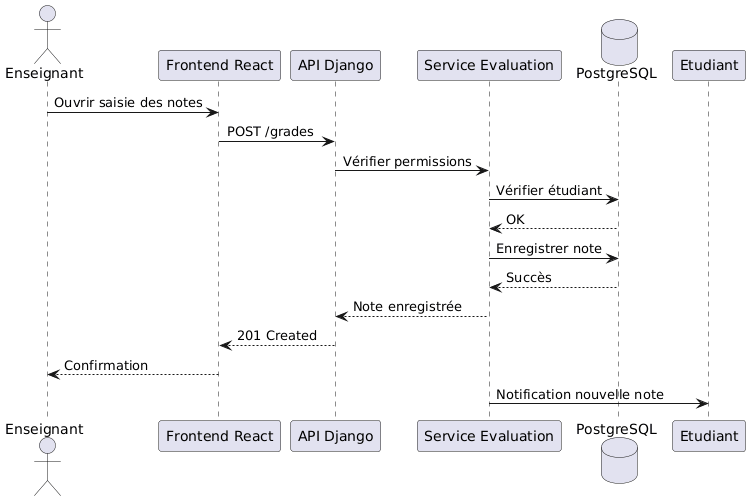 Enseignant
Frontend React
API Django
Service Evaluation
PostgreSQL
Etudiant
Ouvrir saisie des notes
POST /grades
Vérifier permissions
Vérifier étudiant
OK
Enregistrer note
Succès
Note enregistrée
201 Created
Confirmation
Notification nouvelle note
Enseignant
Frontend React
API Django
Service Evaluation
PostgreSQL
Etudiant